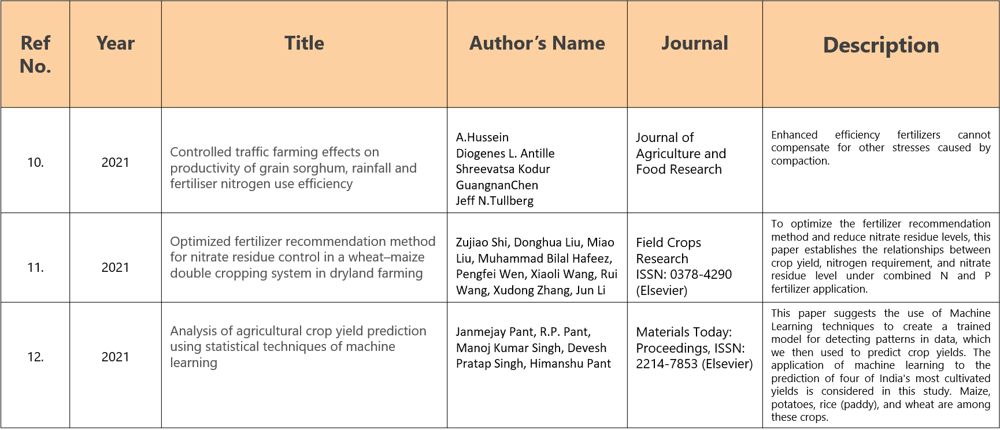 Ref
No.
Year
Title
Author's Name
Journal
Description
10.
2021
Controlled traffic farming effects on
productivity of grain sorghum, rainfall and
fertiliser nitrogen use efficiency
A.Hussein
Diogenes L. Antille
Shreevatsa Kodur
GuangnanChen
Jeff N.Tullberg
Journal of
Agriculture and
Food Research
Enhanced efficiency fertilizers cannot
compensate for other stresses caused by
compaction.
11.
2021
Optimized fertilizer recommendation method
for nitrate residue control in a wheat–maize
double cropping system in dryland farming
Zujiao Shi, Donghua Liu, Miao
Liu, Muhammad Bilal Hafeez,
Pengfei Wen, Xiaoli Wang, Rui
Wang, Xudong Zhang, Jun Li
Field Crops
Research
ISSN: 0378-4290
(Elsevier)
To optimize the fertilizer recommendation
method and reduce nitrate residue levels, this
paper establishes the relationships between
crop yield, nitrogen requirement, and nitrate
residue level under combined N and P
fertilizer application.
12.
2021
Analysis of agricultural crop yield prediction
using statistical techniques of machine
learning
Janmejay Pant, R.P. Pant,
Manoj Kumar Singh, Devesh
Pratap Singh, Himanshu Pant
Materials Today:
Proceedings, ISSN:
2214-7853 (Elsevier)
This paper suggests the use of Machine
Learning techniques to create a trained
model for detecting patterns in data, which
we then used to predict crop yields. The
application of machine learning to the
prediction of four of India's most cultivated
yields is considered in this study. Maize,
potatoes, rice (paddy), and wheat are among
these crops.